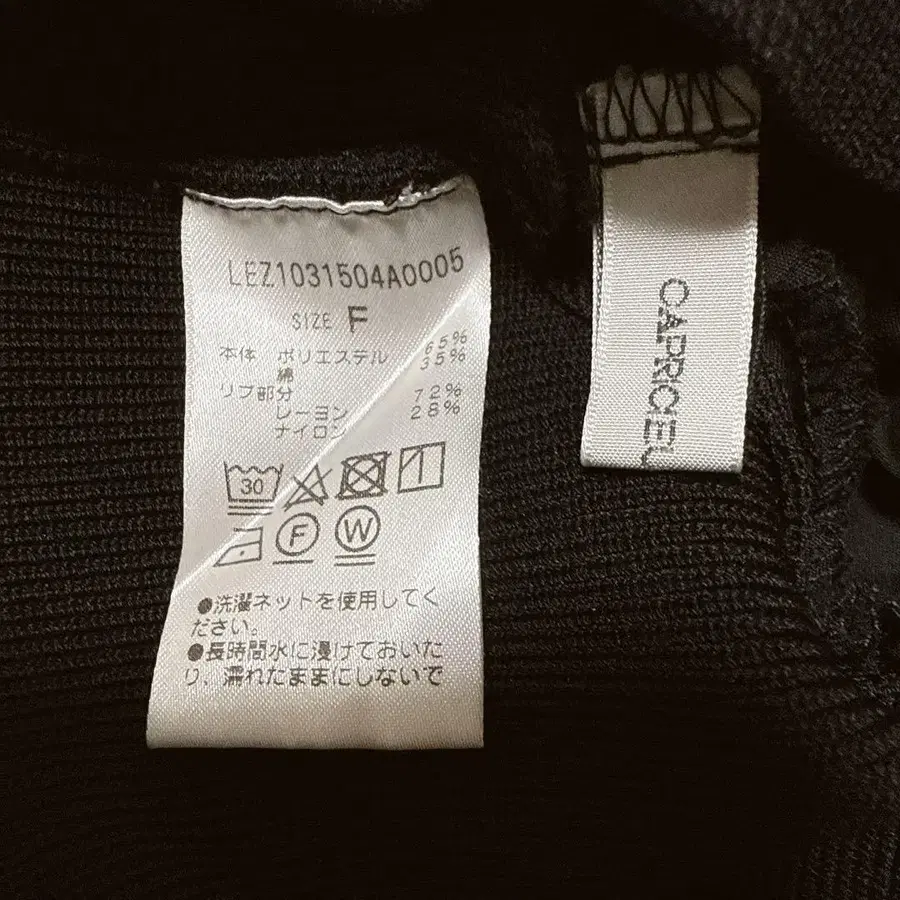 LEZ1031504A0005
SIZE F
本体 ポリエステル 65%
綿 35%
リブ部分
レーヨン 72%
ナイロン 28%
30
F W
●洗濯ネットを使用してく
ださい。
●長時間水に浸けておいた
り、濡れたままにしないで